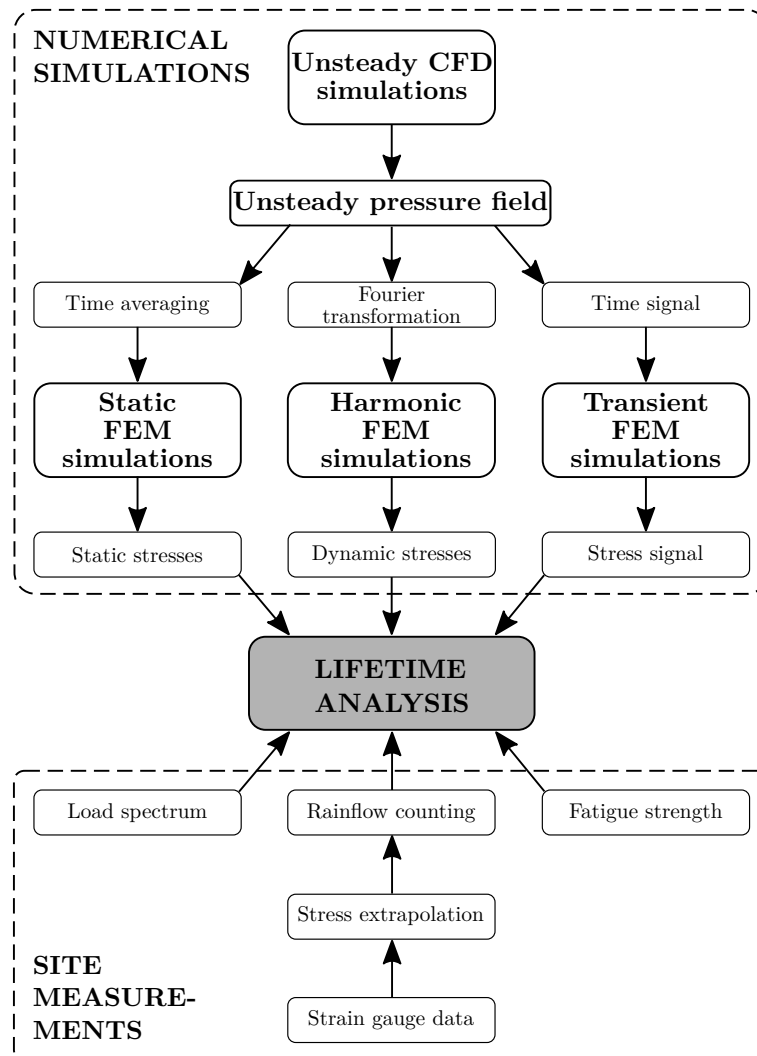 NUMERICAL
SIMULATIONS
Unsteady CFD
simulations
Unsteady pressure field
Time averaging
Fourier
transformation
Time signal
Static
FEM
simulations
Harmonic
FEM
simulations
Transient
FEM
simulations
Static stresses
Dynamic stresses
Stress signal
LIFETIME
ANALYSIS
Load spectrum
Rainflow counting
Fatigue strength
Stress extrapolation
SITE
MEASURE-
MENTS
Strain gauge data